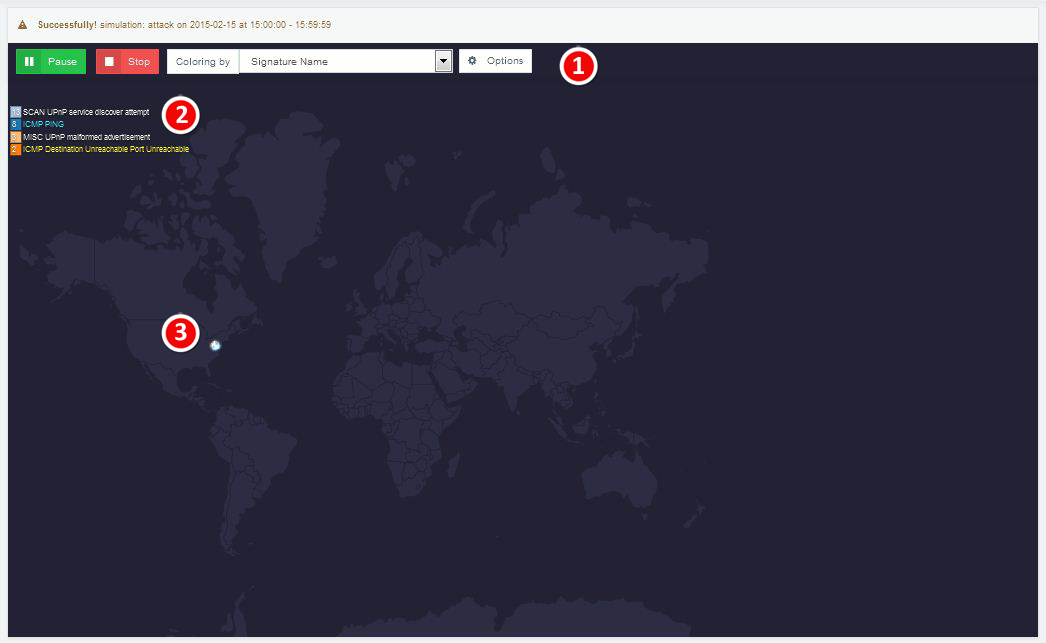 Successfully! simulation: attack on 2015-02-15 at 15:00:00 - 15:59:59
Pause Stop Coloring by Signature Name Options 1
13 SCAN UPnP service discover attempt 2
8 ICMP PING
3 MISC UPnP malformed advertisement
2 ICMP Destination Unreachable Port Unreachable
3